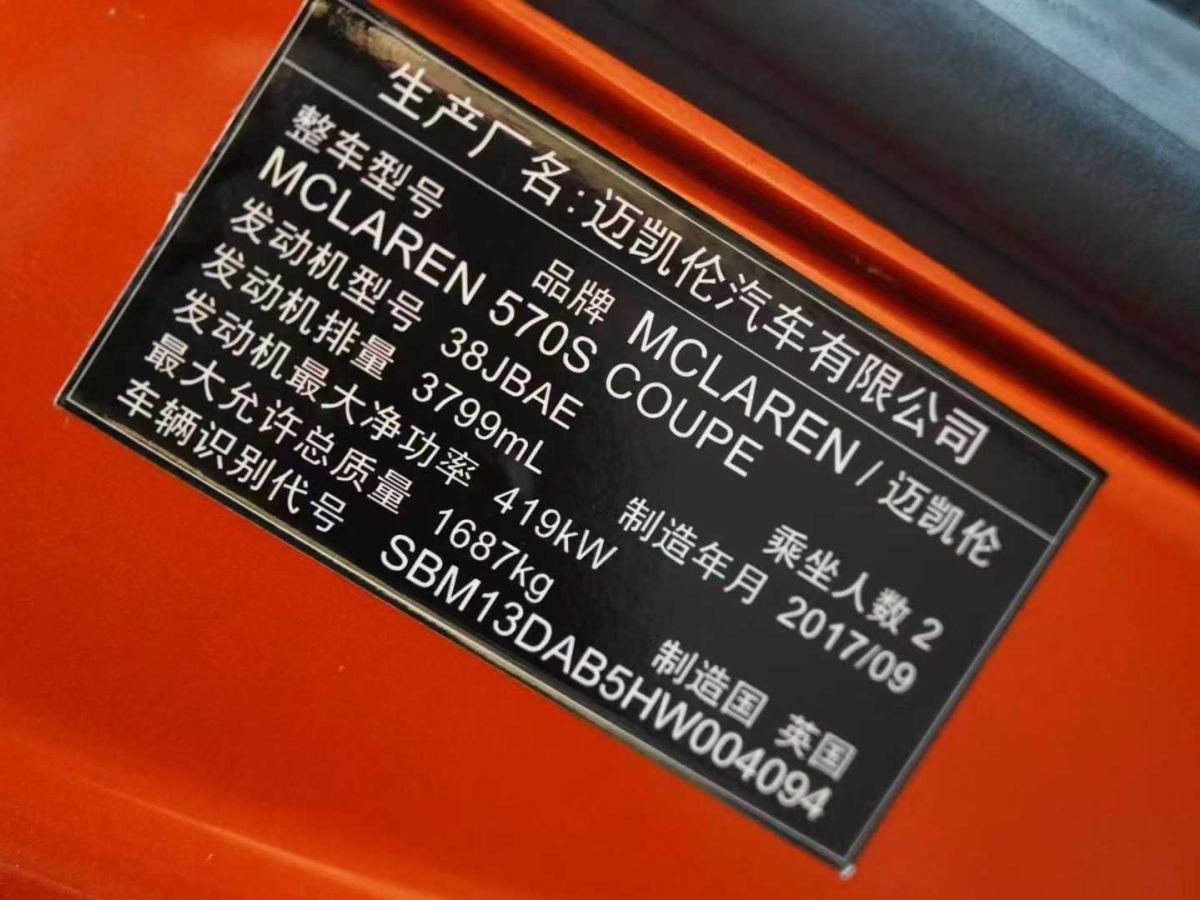 生产厂名:迈凯伦汽车有限公司
整车型号 品牌 MCLAREN / 迈凯伦
MCLAREN 570S COUPE
发动机型号 38JBAE 乘坐人数 2
发动机排量 3799mL 制造年月 2017/09
发动机最大净功率 419kW
最大允许总质量 1687kg 制造国 英国
车辆识别代号 SBM13DAB5HW004094